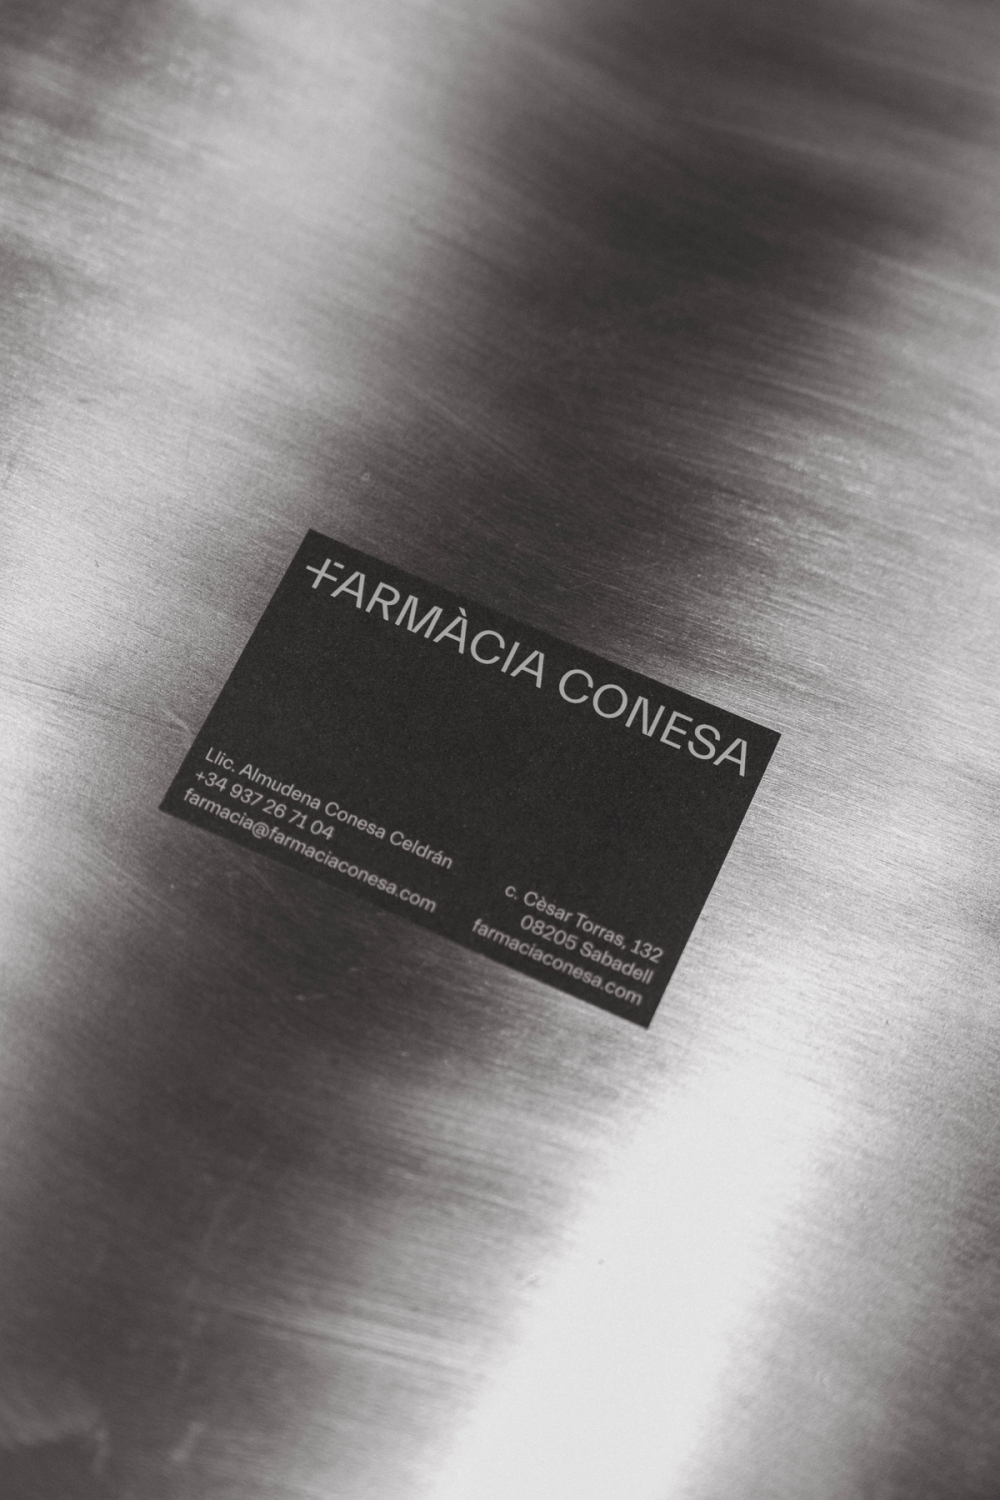 FARMÀCIA CONESA
Llic. Almudena Conesa Celdrán
+34 937 26 71 04
farmacia@farmaciaconesa.com
c. Cèsar Torras, 132
08205 Sabadell
farmaciaconesa.com